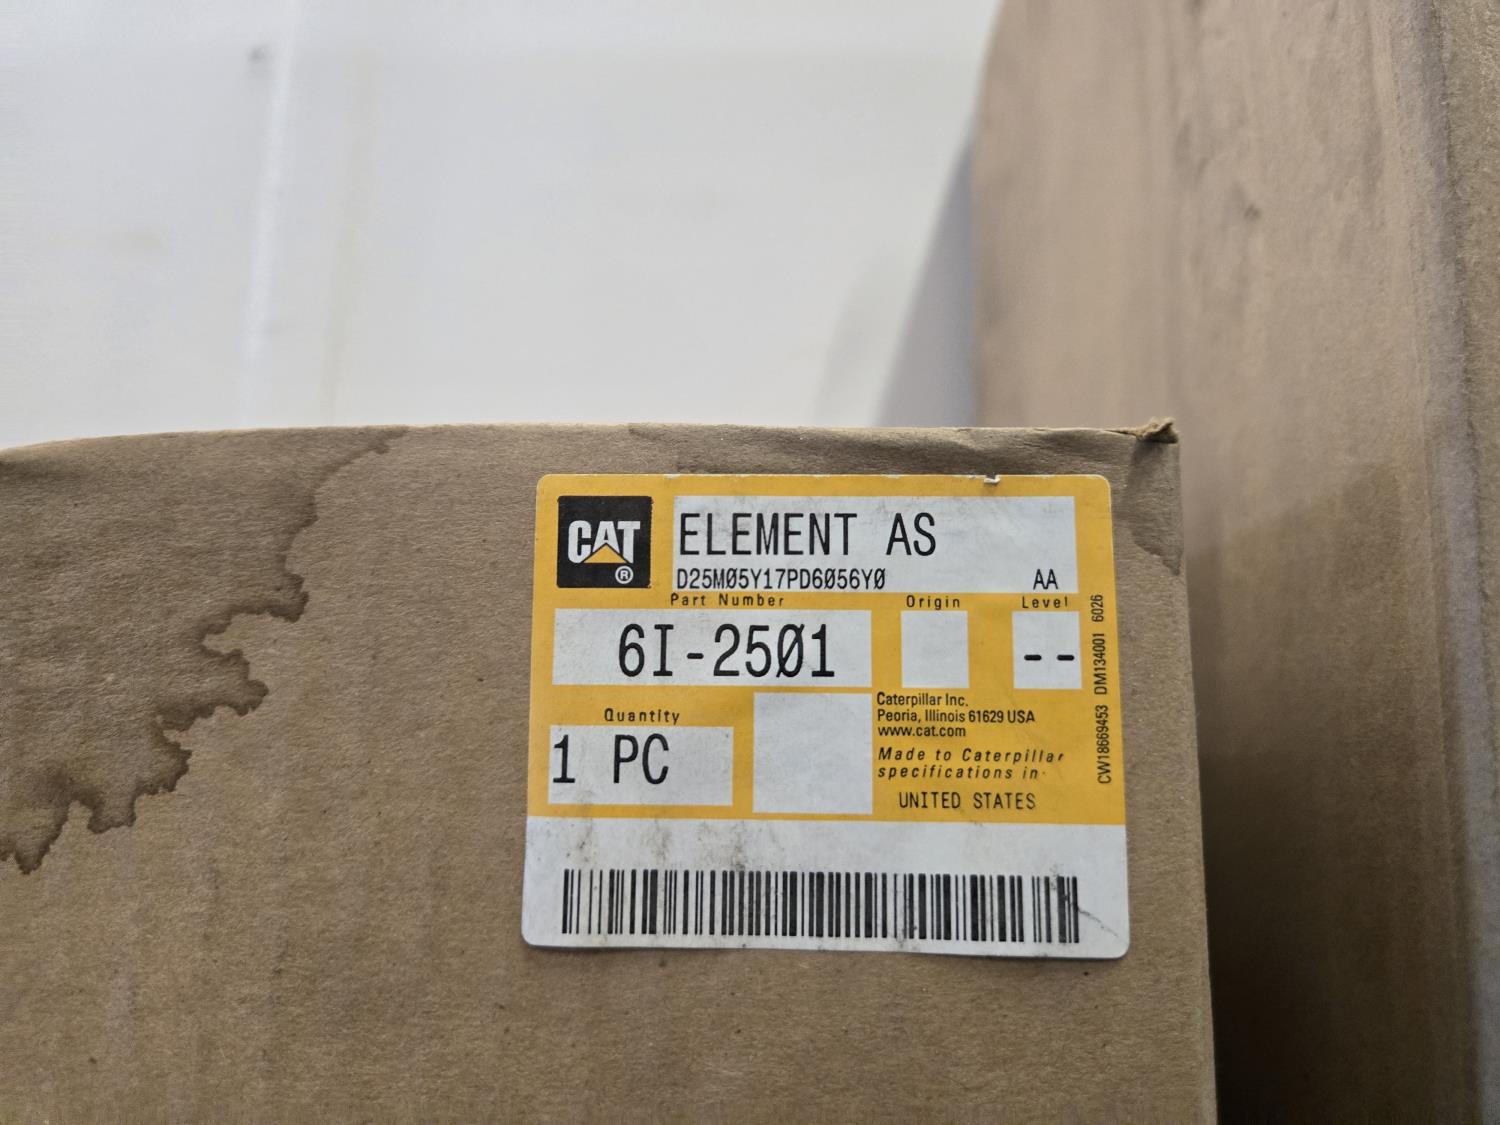 CAT
®
ELEMENT AS
D25M05Y17PD6056Y0 AA
Part Number Origin Level
6I-2501 --
Quantity
1 PC
Caterpillar Inc.
Peoria, Illinois 61629 USA
www.cat.com
Made to Caterpillar
specifications in
UNITED STATES
CW18669453 DM134001 6026